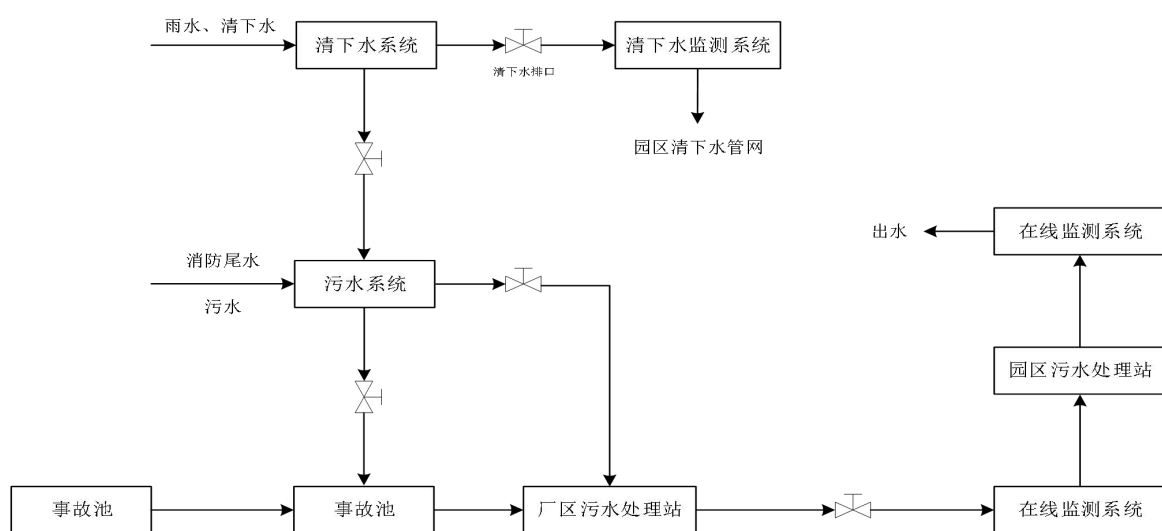 雨水、清下水
清下水系统
清下水监测系统
清下水排口
园区清下水管网
出水
在线监测系统
消防尾水
污水系统
污水
园区污水处理站
事故池
事故池
厂区污水处理站
在线监测系统